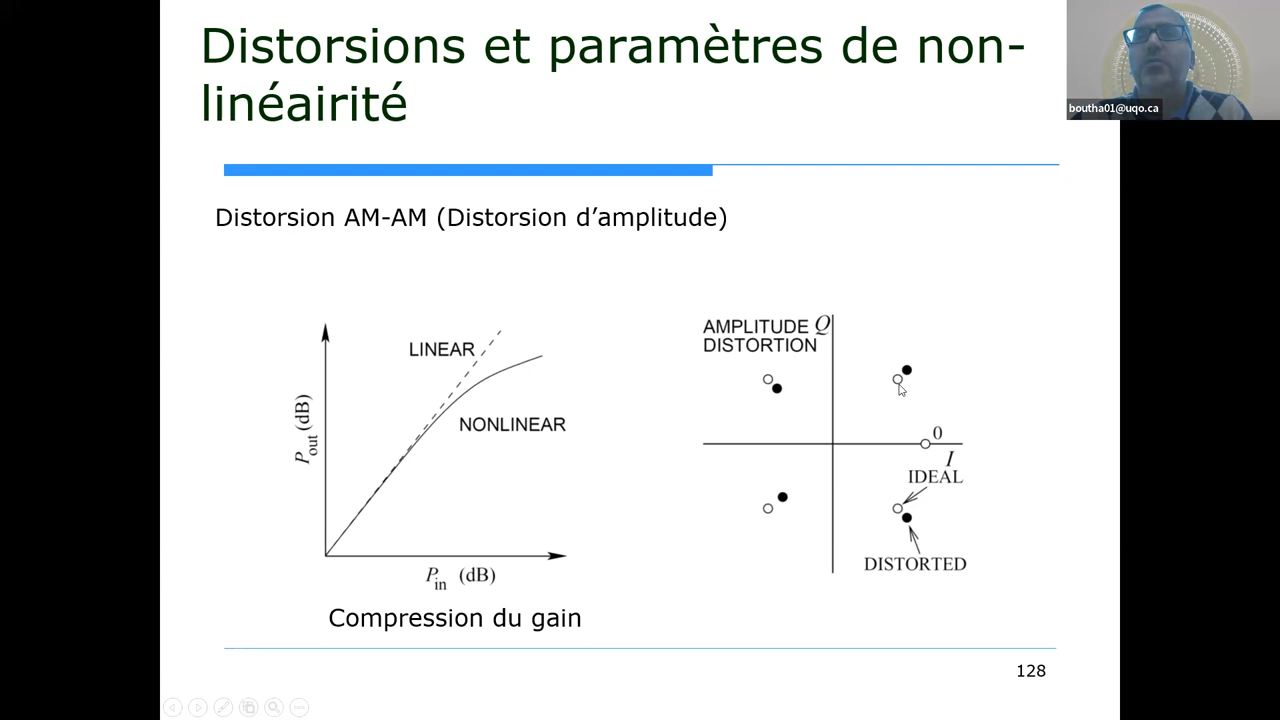 Distorsions et paramètres de non-
linéairité
boutha01@uqo.ca
Distorsion AM-AM (Distorsion d’amplitude)
LINEAR
NONLINEAR
Pout (dB)
Pin (dB)
Compression du gain
AMPLITUDE Q
DISTORTION
0
I
IDEAL
DISTORTED
128